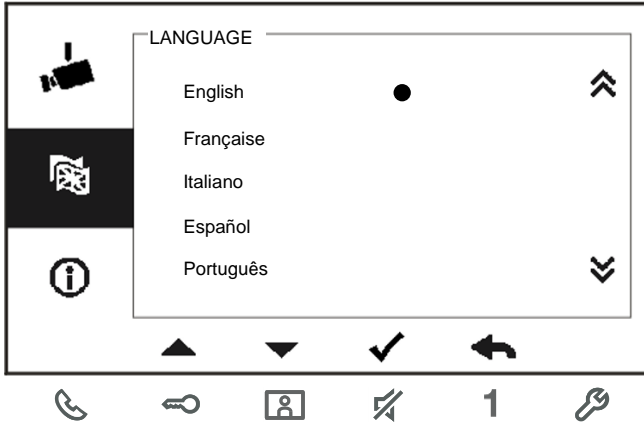 LANGUAGE
English
Française
Italiano
Español
Português
1